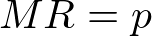 MR = p